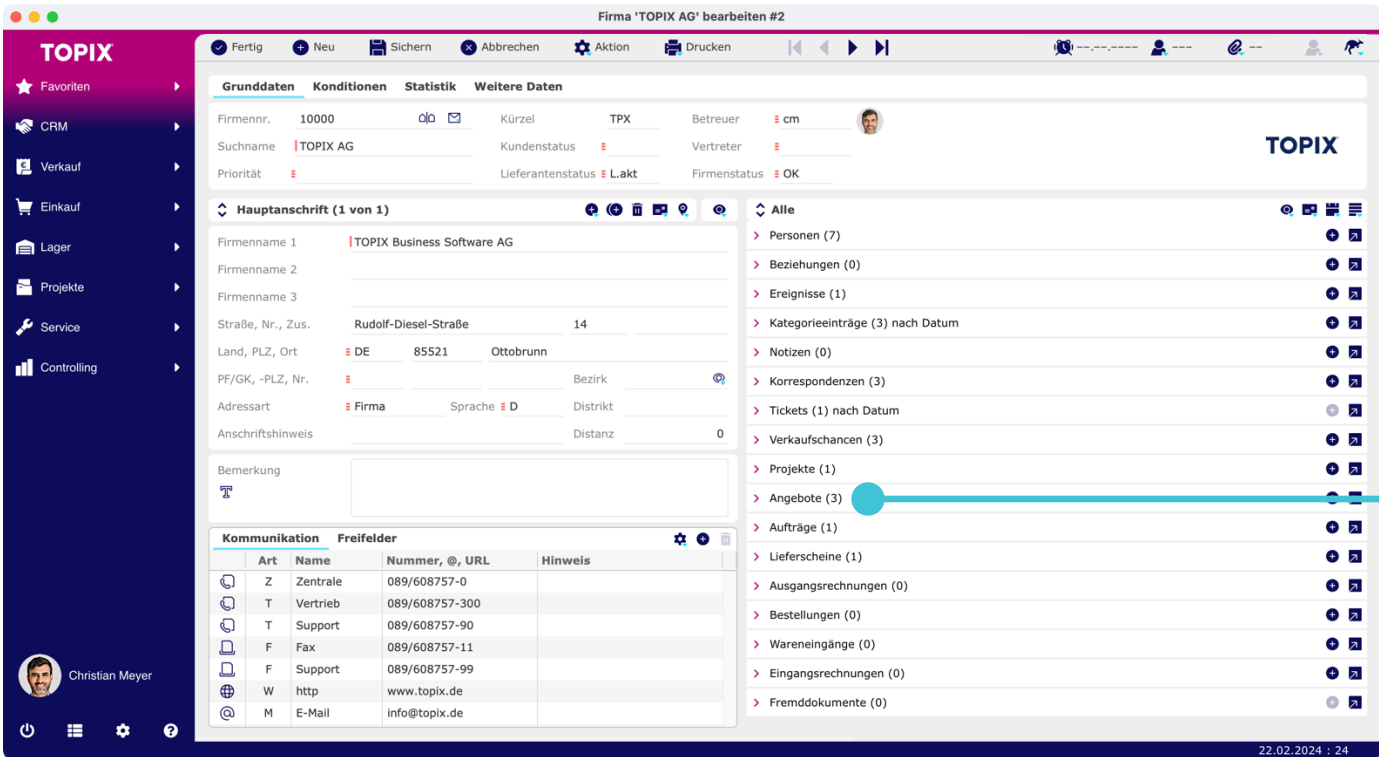 Firma 'TOPIX AG' bearbeiten #2
TOPIX
Fertig Neu Sichern Abbrechen Aktion Drucken --.--.---- --- --
Favoriten
CRM
Verkauf
Einkauf
Lager
Projekte
Service
Controlling
Christian Meyer
Grunddaten Konditionen Statistik Weitere Daten
Firmennr. 10000 Kürzel TPX Betreuer cm
Suchname TOPIX AG Kundenstatus Vertreter
Priorität Lieferantenstatus L.akt Firmenstatus OK
TOPIX
Hauptanschrift (1 von 1)
Firmenname 1 TOPIX Business Software AG
Firmenname 2
Firmenname 3
Straße, Nr., Zus. Rudolf-Diesel-Straße 14
Land, PLZ, Ort DE 85521 Ottobrunn
PF/GK, -PLZ, Nr. Bezirk
Adressart Firma Sprache D Distrikt
Anschriftshinweis Distanz 0
Bemerkung
Kommunikation Freifelder
Art Name Nummer, @, URL Hinweis
Z Zentrale 089/608757-0
T Vertrieb 089/608757-300
T Support 089/608757-90
F Fax 089/608757-11
F Support 089/608757-99
W http www.topix.de
M E-Mail info@topix.de
Alle
Personen (7)
Beziehungen (0)
Ereignisse (1)
Kategorieeinträge (3) nach Datum
Notizen (0)
Korrespondenzen (3)
Tickets (1) nach Datum
Verkaufschancen (3)
Projekte (1)
Angebote (3)
Aufträge (1)
Lieferscheine (1)
Ausgangsrechnungen (0)
Bestellungen (0)
Wareneingänge (0)
Eingangsrechnungen (0)
Fremddokumente (0)
22.02.2024 : 24